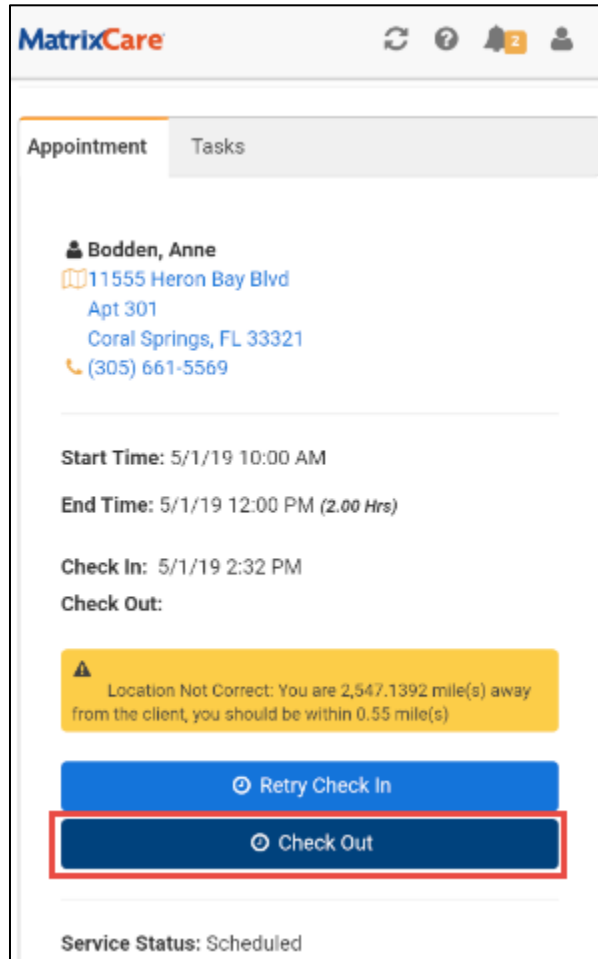 MatrixCare
2
Appointment Tasks
Bodden, Anne
11555 Heron Bay Blvd
Apt 301
Coral Springs, FL 33321
(305) 661-5569
Start Time: 5/1/19 10:00 AM
End Time: 5/1/19 12:00 PM (2.00 Hrs)
Check In: 5/1/19 2:32 PM
Check Out:
Location Not Correct: You are 2,547.1392 mile(s) away
from the client, you should be within 0.55 mile(s)
Retry Check In
Check Out
Service Status: Scheduled